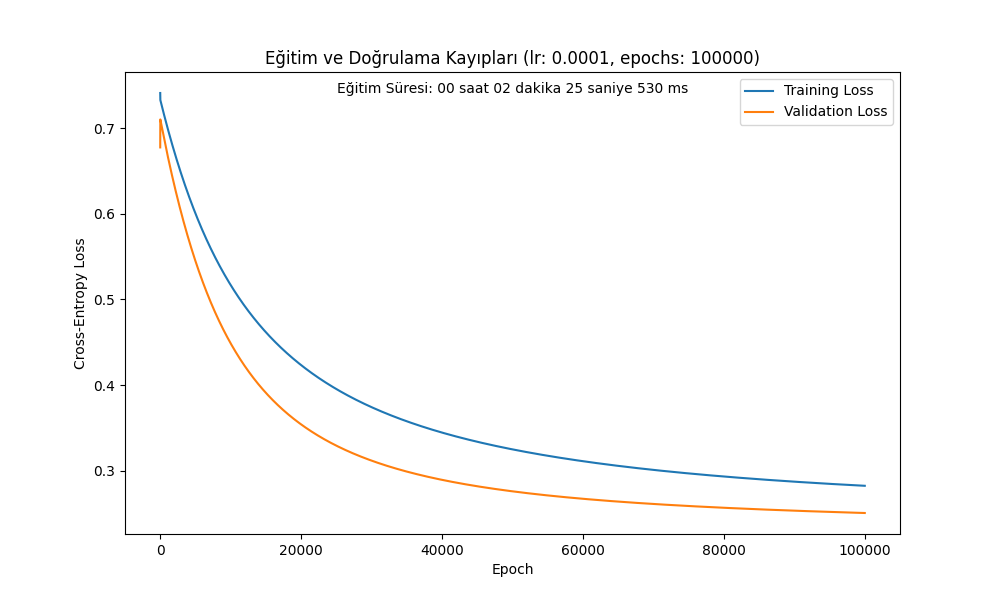 Eğitim ve Doğrulama Kayıpları (lr: 0.0001, epochs: 100000)
Eğitim Süresi: 00 saat 02 dakika 25 saniye 530 ms
Training Loss
Validation Loss
Cross-Entropy Loss
0.7
0.6
0.5
0.4
0.3
0
20000
40000
60000
80000
100000
Epoch